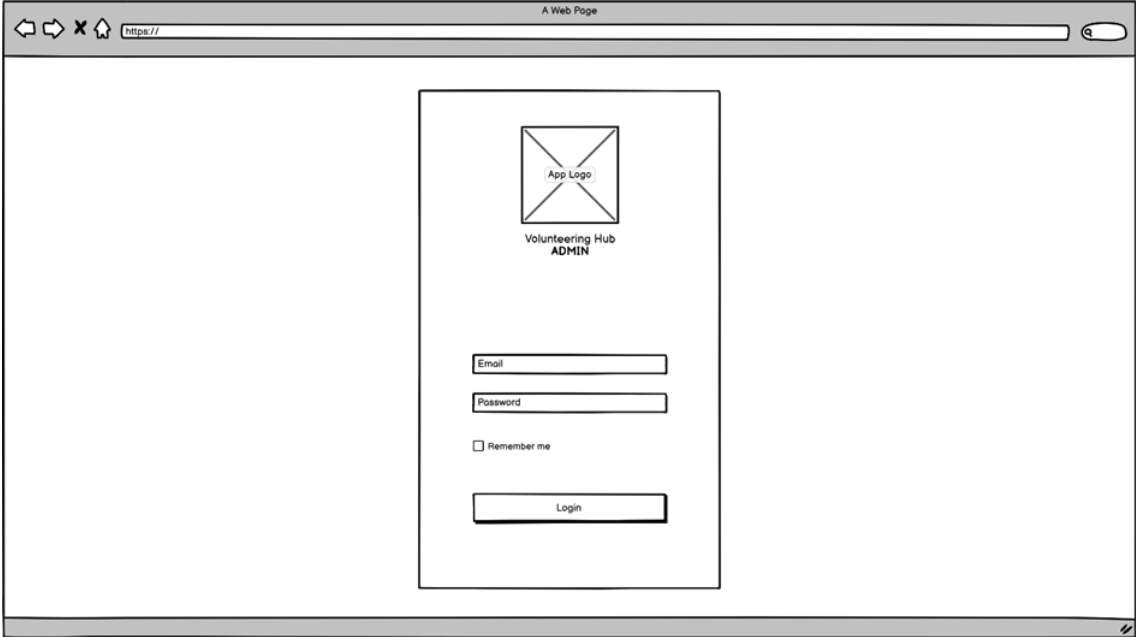 A Web Page
https://
App Logo
Volunteering Hub
ADMIN
Email
Password
Remember me
Login